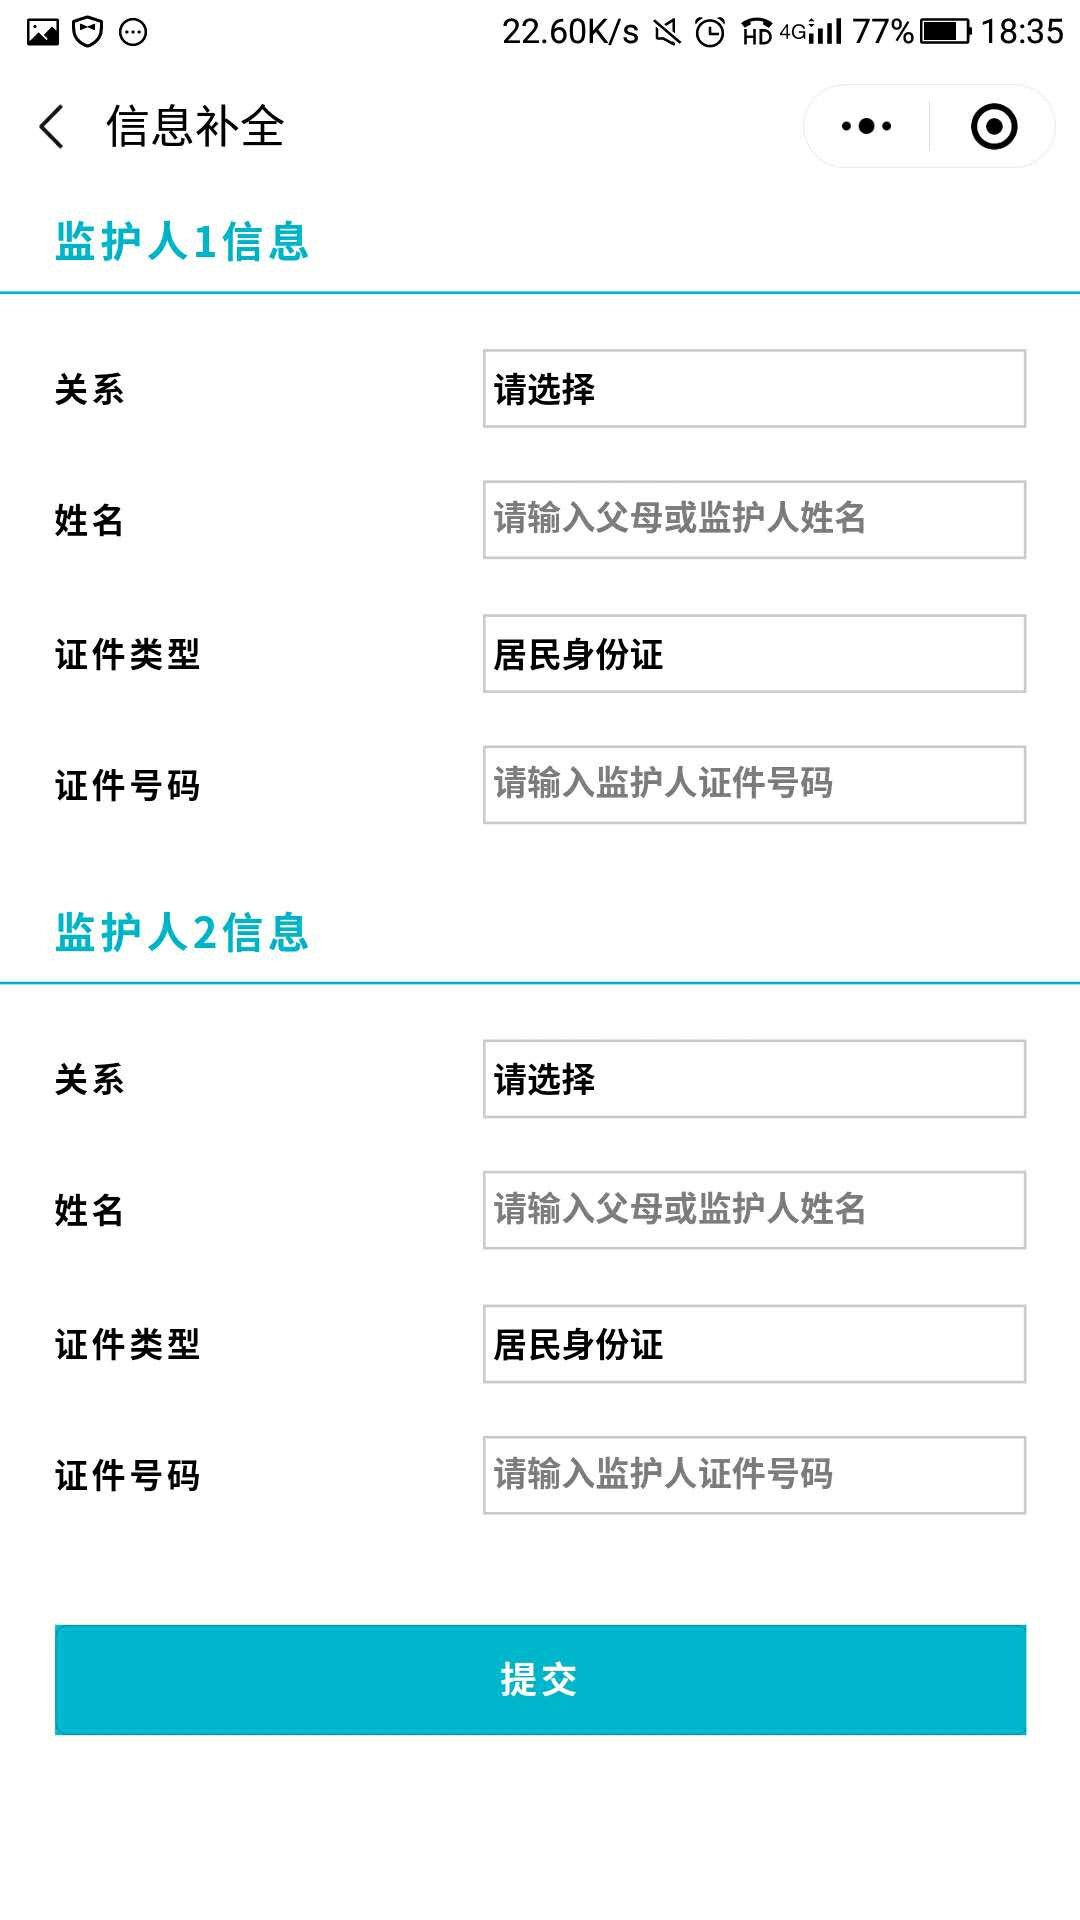 22.60K/s HD 4G 77% 18:35
信息补全
监护人1信息
关系 请选择
姓名 请输入父母或监护人姓名
证件类型 居民身份证
证件号码 请输入监护人证件号码
监护人2信息
关系 请选择
姓名 请输入父母或监护人姓名
证件类型 居民身份证
证件号码 请输入监护人证件号码
提交